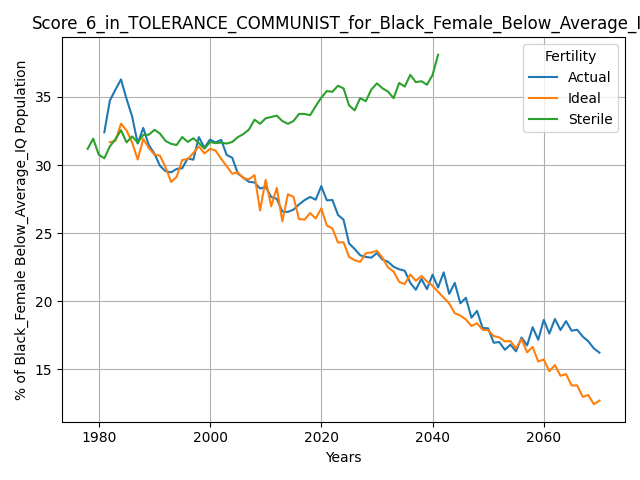 Score_6_in_TOLERANCE_COMMUNIST_for_Black_Female_Below_Average_I
% of Black_Female Below_Average_IQ Population
Fertility
Actual
Ideal
Sterile
35
30
25
20
15
1980
2000
2020
2040
2060
Years